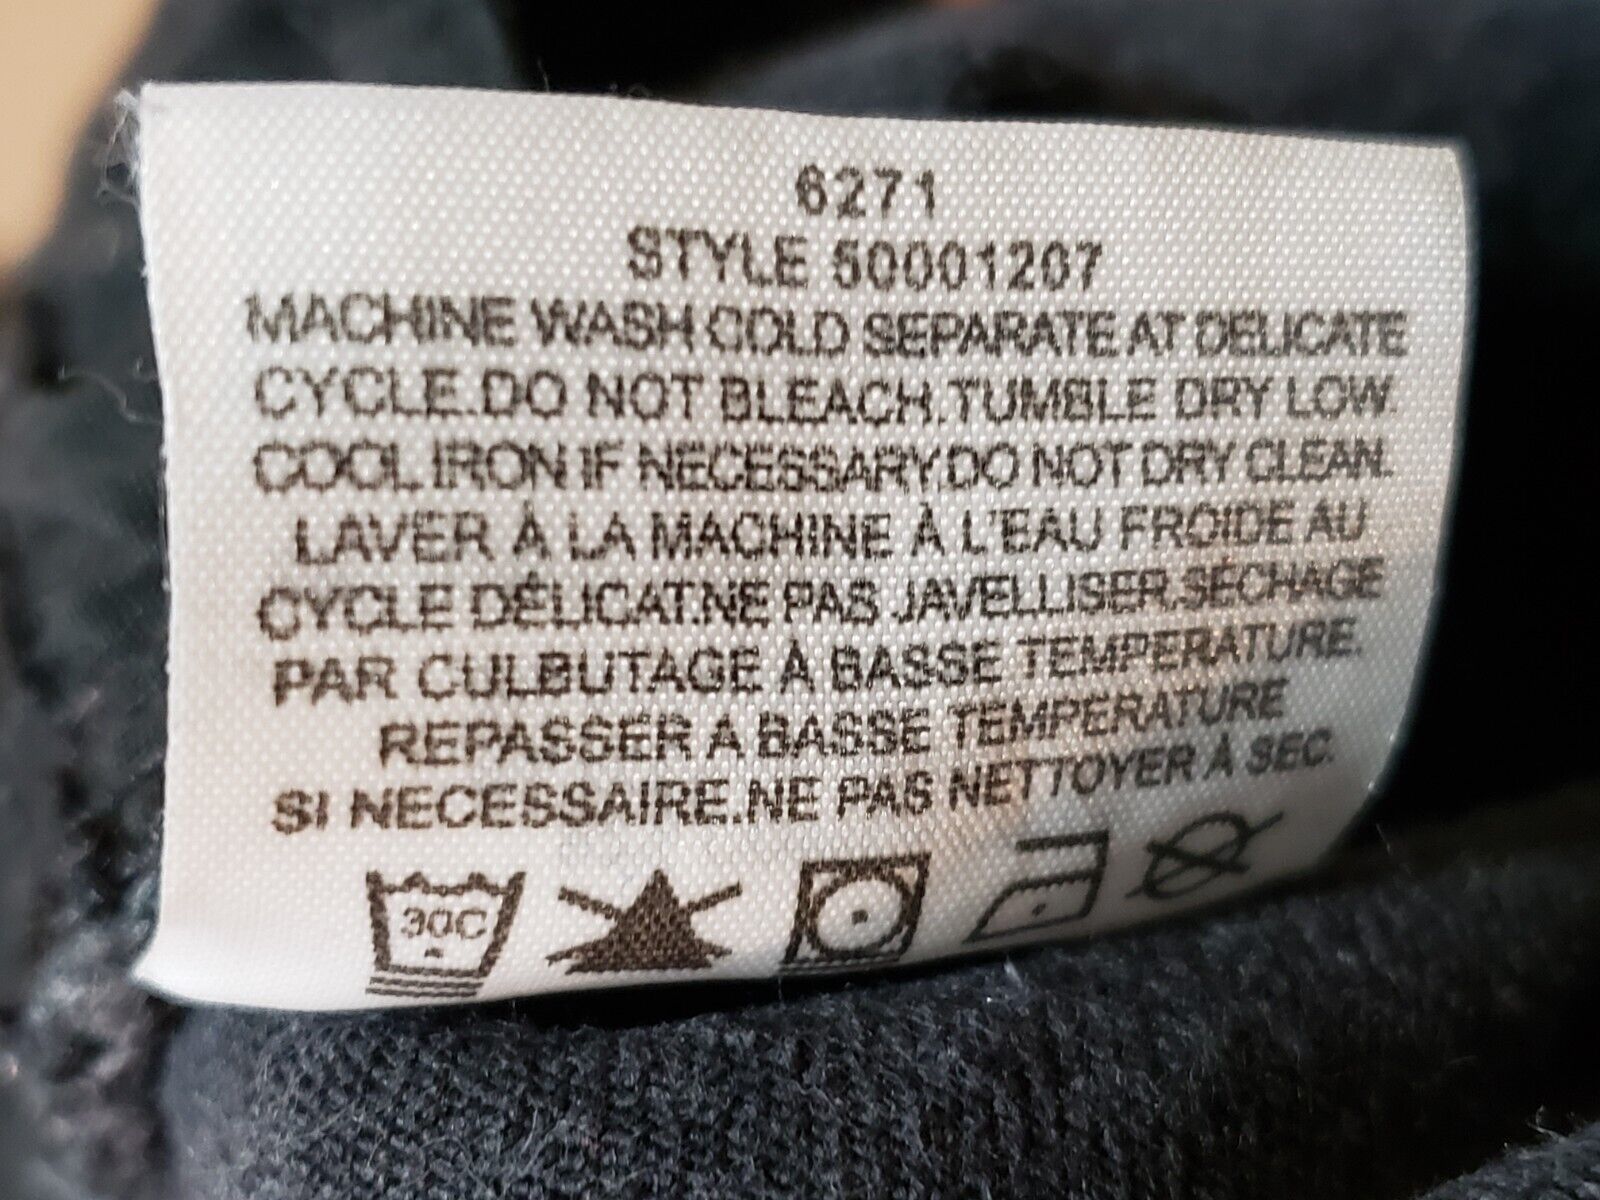 6271
STYLE 50001207
MACHINE WASH COLD SEPARATE AT DELICATE
CYCLE.DO NOT BLEACH.TUMBLE DRY LOW.
COOL IRON IF NECESSARY.DO NOT DRY CLEAN.
LAVER À LA MACHINE À L'EAU FROIDE AU
CYCLE DÉLICAT.NE PAS JAVELLISER.SÉCHAGE
PAR CULBUTAGE À BASSE TEMPERATURE.
REPASSER A BASSE TEMPERATURE
SI NECESSAIRE.NE PAS NETTOYER À SEC.
30C